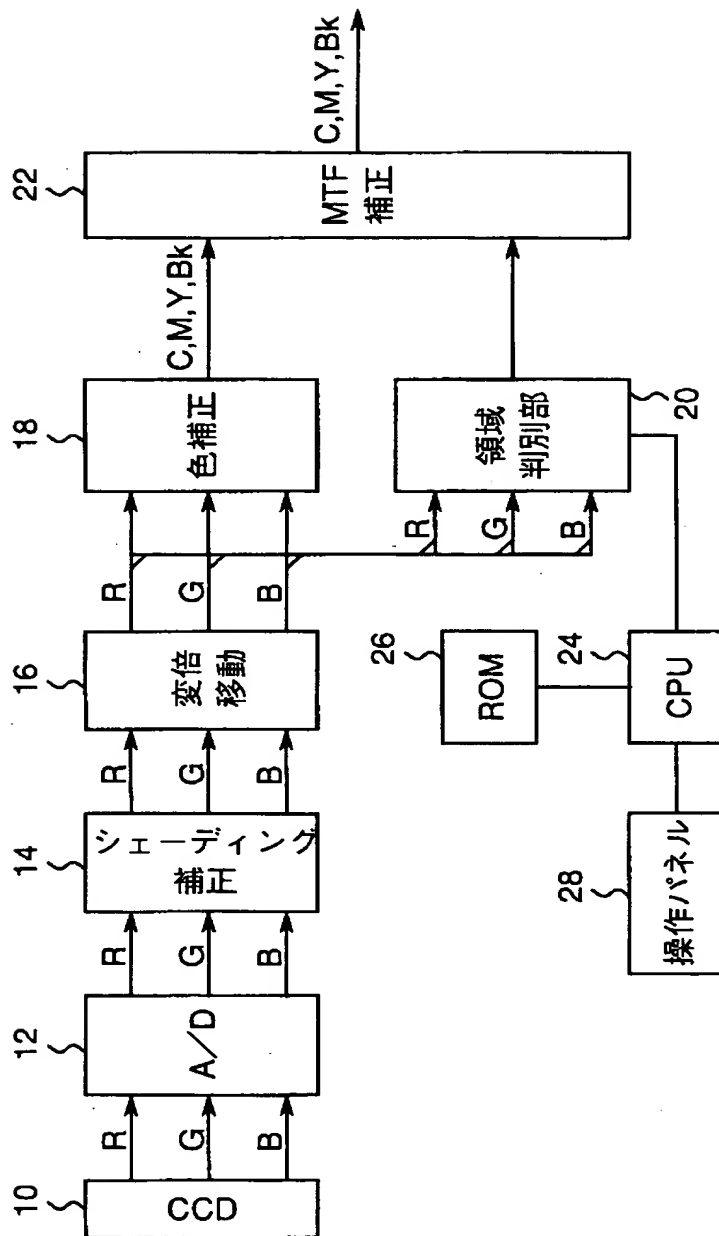 10
CCD
R
G
B
12
A/D
R
G
B
14
シェーディング
補正
R
G
B
16
変倍
移動
R
G
B
18
色補正
C,M,Y,Bk
R
G
B
領域
判別部
20
22
MTF
補正
C,M,Y,Bk
26
ROM
24
CPU
28
操作パネル